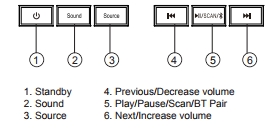 Sound Source /SCAN/
1 2 3 4 5 6
1. Standby 4. Previous/Decrease volume
2. Sound 5. Play/Pause/Scan/BT Pair
3. Source 6. Next/Increase volume